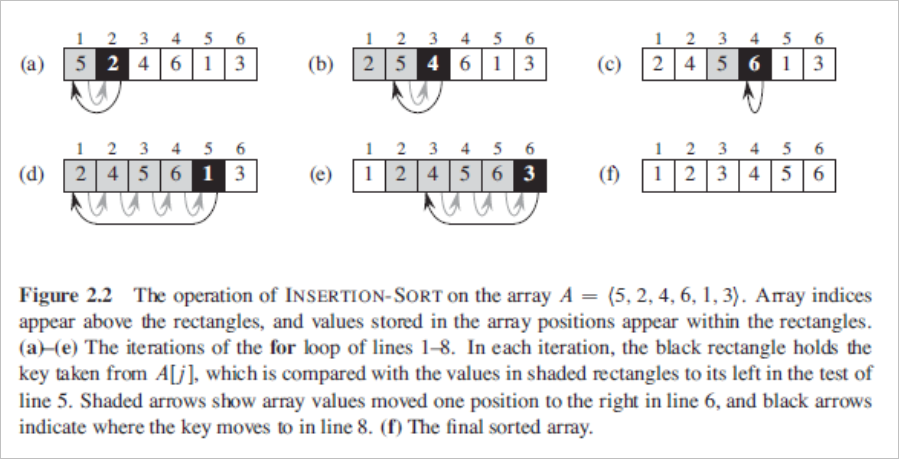 1 2 3 4 5 6
(a) 5 2 4 6 1 3
1 2 3 4 5 6
(b) 2 5 4 6 1 3
1 2 3 4 5 6
(c) 2 4 5 6 1 3
1 2 3 4 5 6
(d) 2 4 5 6 1 3
1 2 3 4 5 6
(e) 1 2 4 5 6 3
1 2 3 4 5 6
(f) 1 2 3 4 5 6
Figure 2.2 The operation of INSERTION-SORT on the array A = ⟨5, 2, 4, 6, 1, 3⟩. Array indices
appear above the rectangles, and values stored in the array positions appear within the rectangles.
(a)–(e) The iterations of the for loop of lines 1–8. In each iteration, the black rectangle holds the
key taken from A[j], which is compared with the values in shaded rectangles to its left in the test of
line 5. Shaded arrows show array values moved one position to the right in line 6, and black arrows
indicate where the key moves to in line 8. (f) The final sorted array.